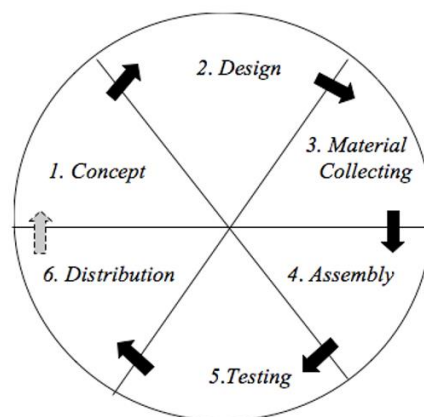 1. Concept
2. Design
3. Material
Collecting
4. Assembly
5.Testing
6. Distribution